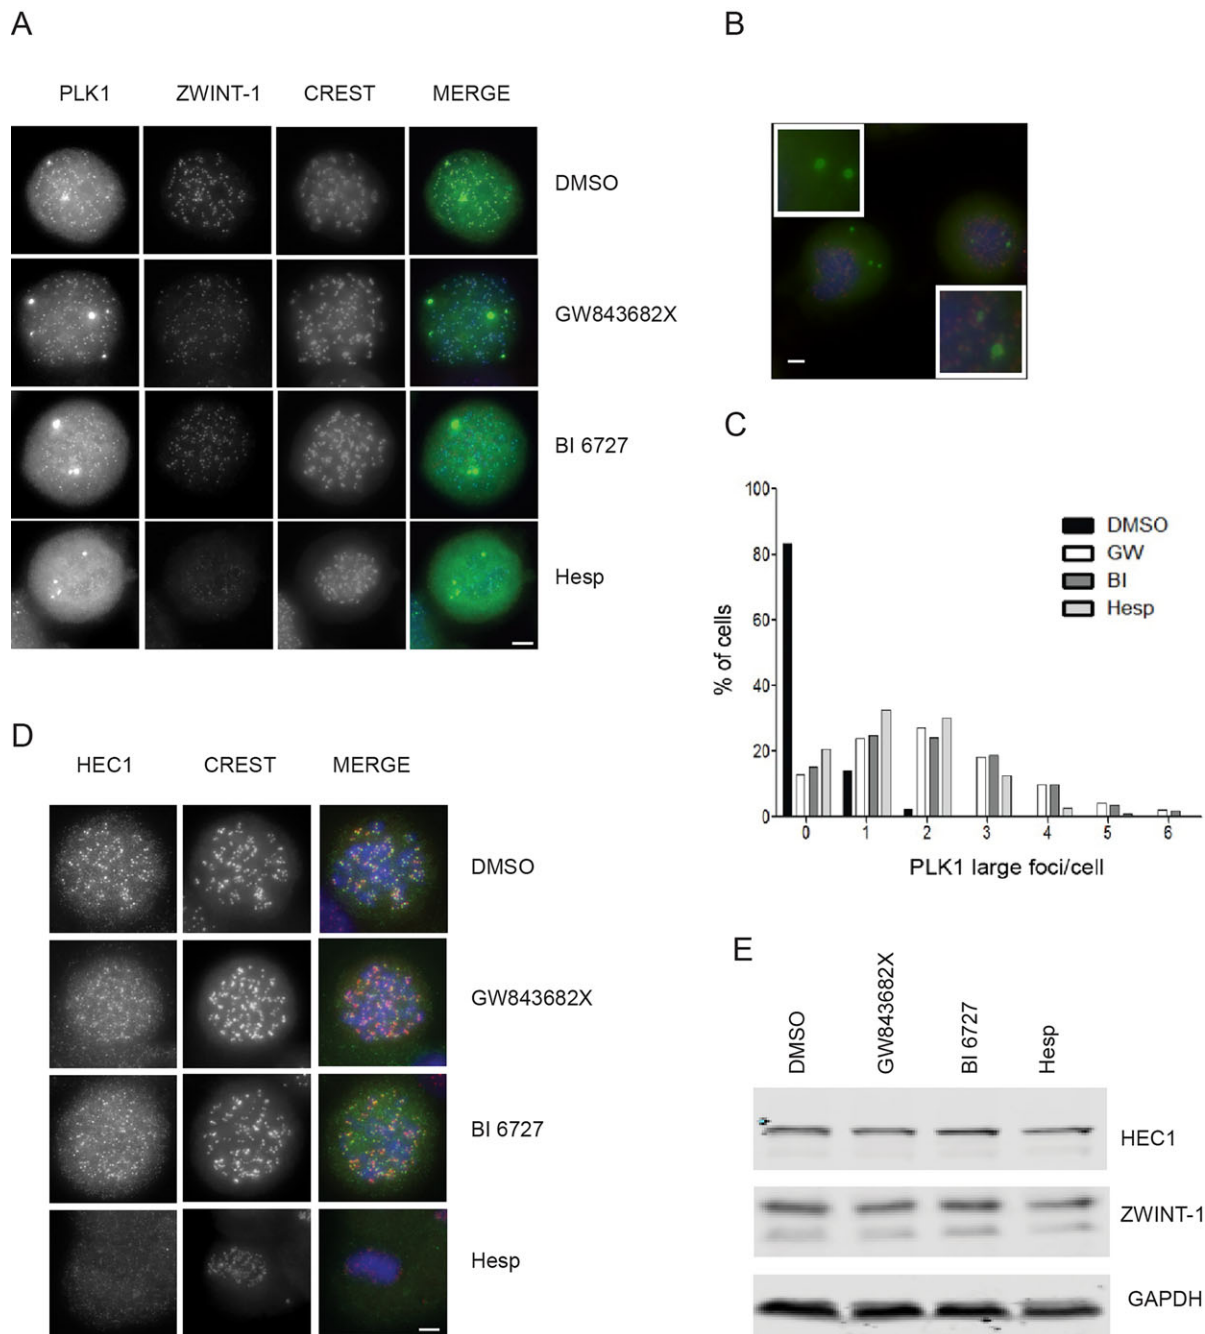 A
PLK1 ZWINT-1 CREST MERGE
DMSO
GW843682X
BI 6727
Hesp
B
C
100
80
60
40
20
0
% of cells
DMSO
GW
BI
Hesp
0 1 2 3 4 5 6
PLK1 large foci/cell
D
HEC1 CREST MERGE
DMSO
GW843682X
BI 6727
Hesp
E
DMSO GW843682X BI 6727 Hesp
HEC1
ZWINT-1
GAPDH